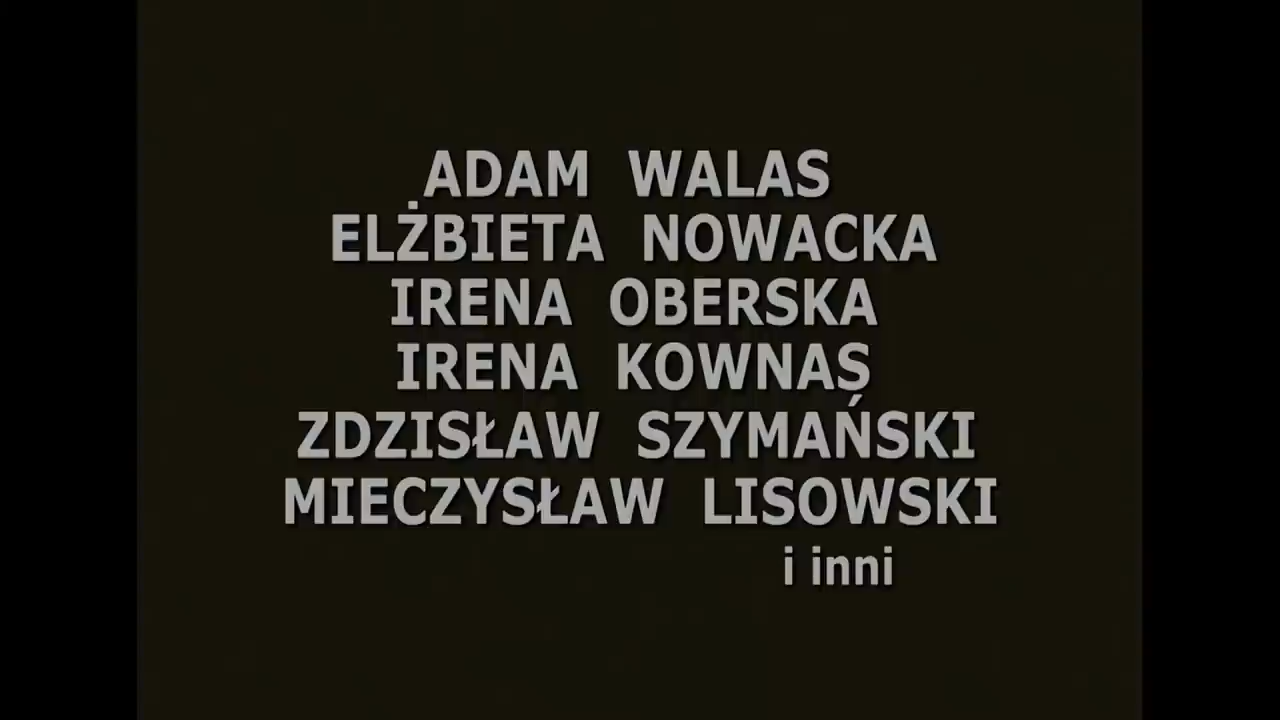 ADAM WALAS
ELŻBIETA NOWACKA
IRENA OBERSKA
IRENA KOWNAS
ZDZISŁAW SZYMAŃSKI
MIECZYSŁAW LISOWSKI
i inni